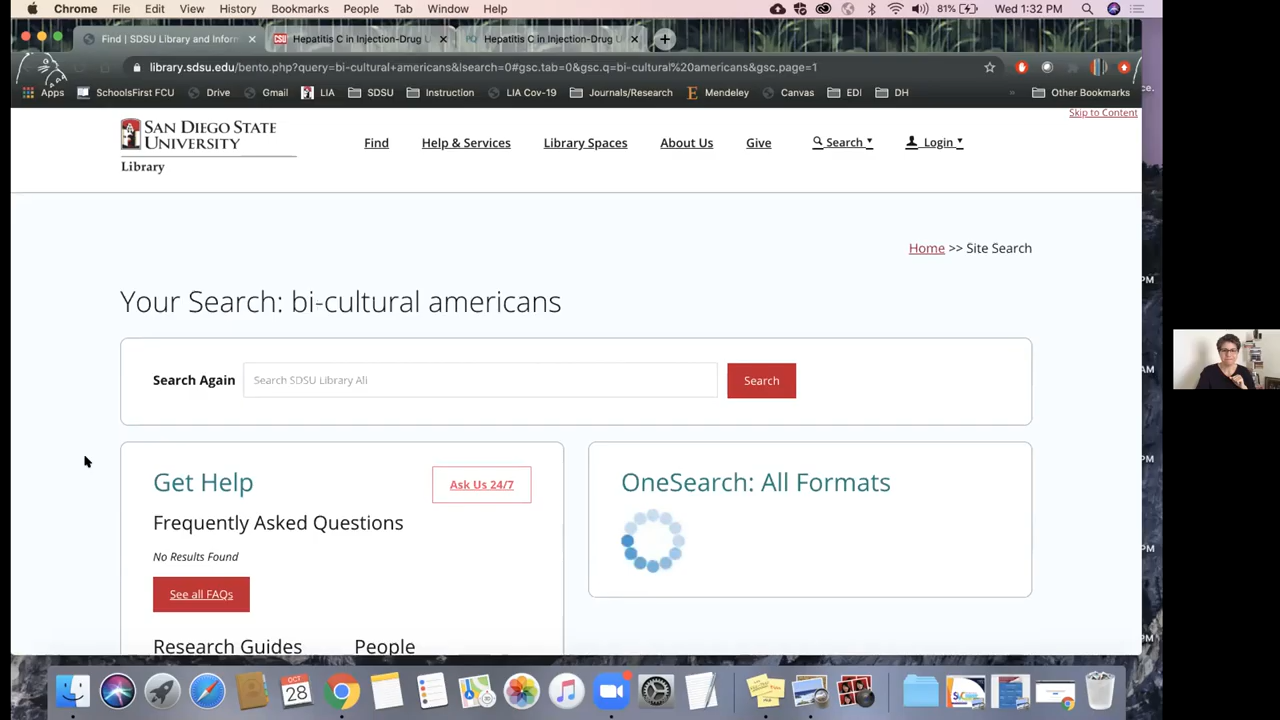 Chrome File Edit View History Bookmarks People Tab Window Help 81% Wed 1:32 PM
Find | SDSU Library and Inform Hepatitis C in Injection-Drug U Hepatitis C in Injection-Drug U
library.sdsu.edu/bento.php?query=bi-cultural+americans&lsearch=0#gsc.tab=0&gsc.q=bi-cultural%20americans&gsc.page=1
Apps SchoolsFirst FCU Drive Gmail LIA SDSU Instruction LIA Cov-19 Journals/Research Mendeley Canvas EDI DH » Other Bookmarks
Skip to Content
SAN DIEGO STATE
UNIVERSITY
Library
Find Help & Services Library Spaces About Us Give Search Login
Home >> Site Search
Your Search: bi-cultural americans
Search Again Search SDSU Library All Search
Get Help Ask Us 24/7
Frequently Asked Questions
No Results Found
See all FAQs
Research Guides People
OneSearch: All Formats
OCT
28